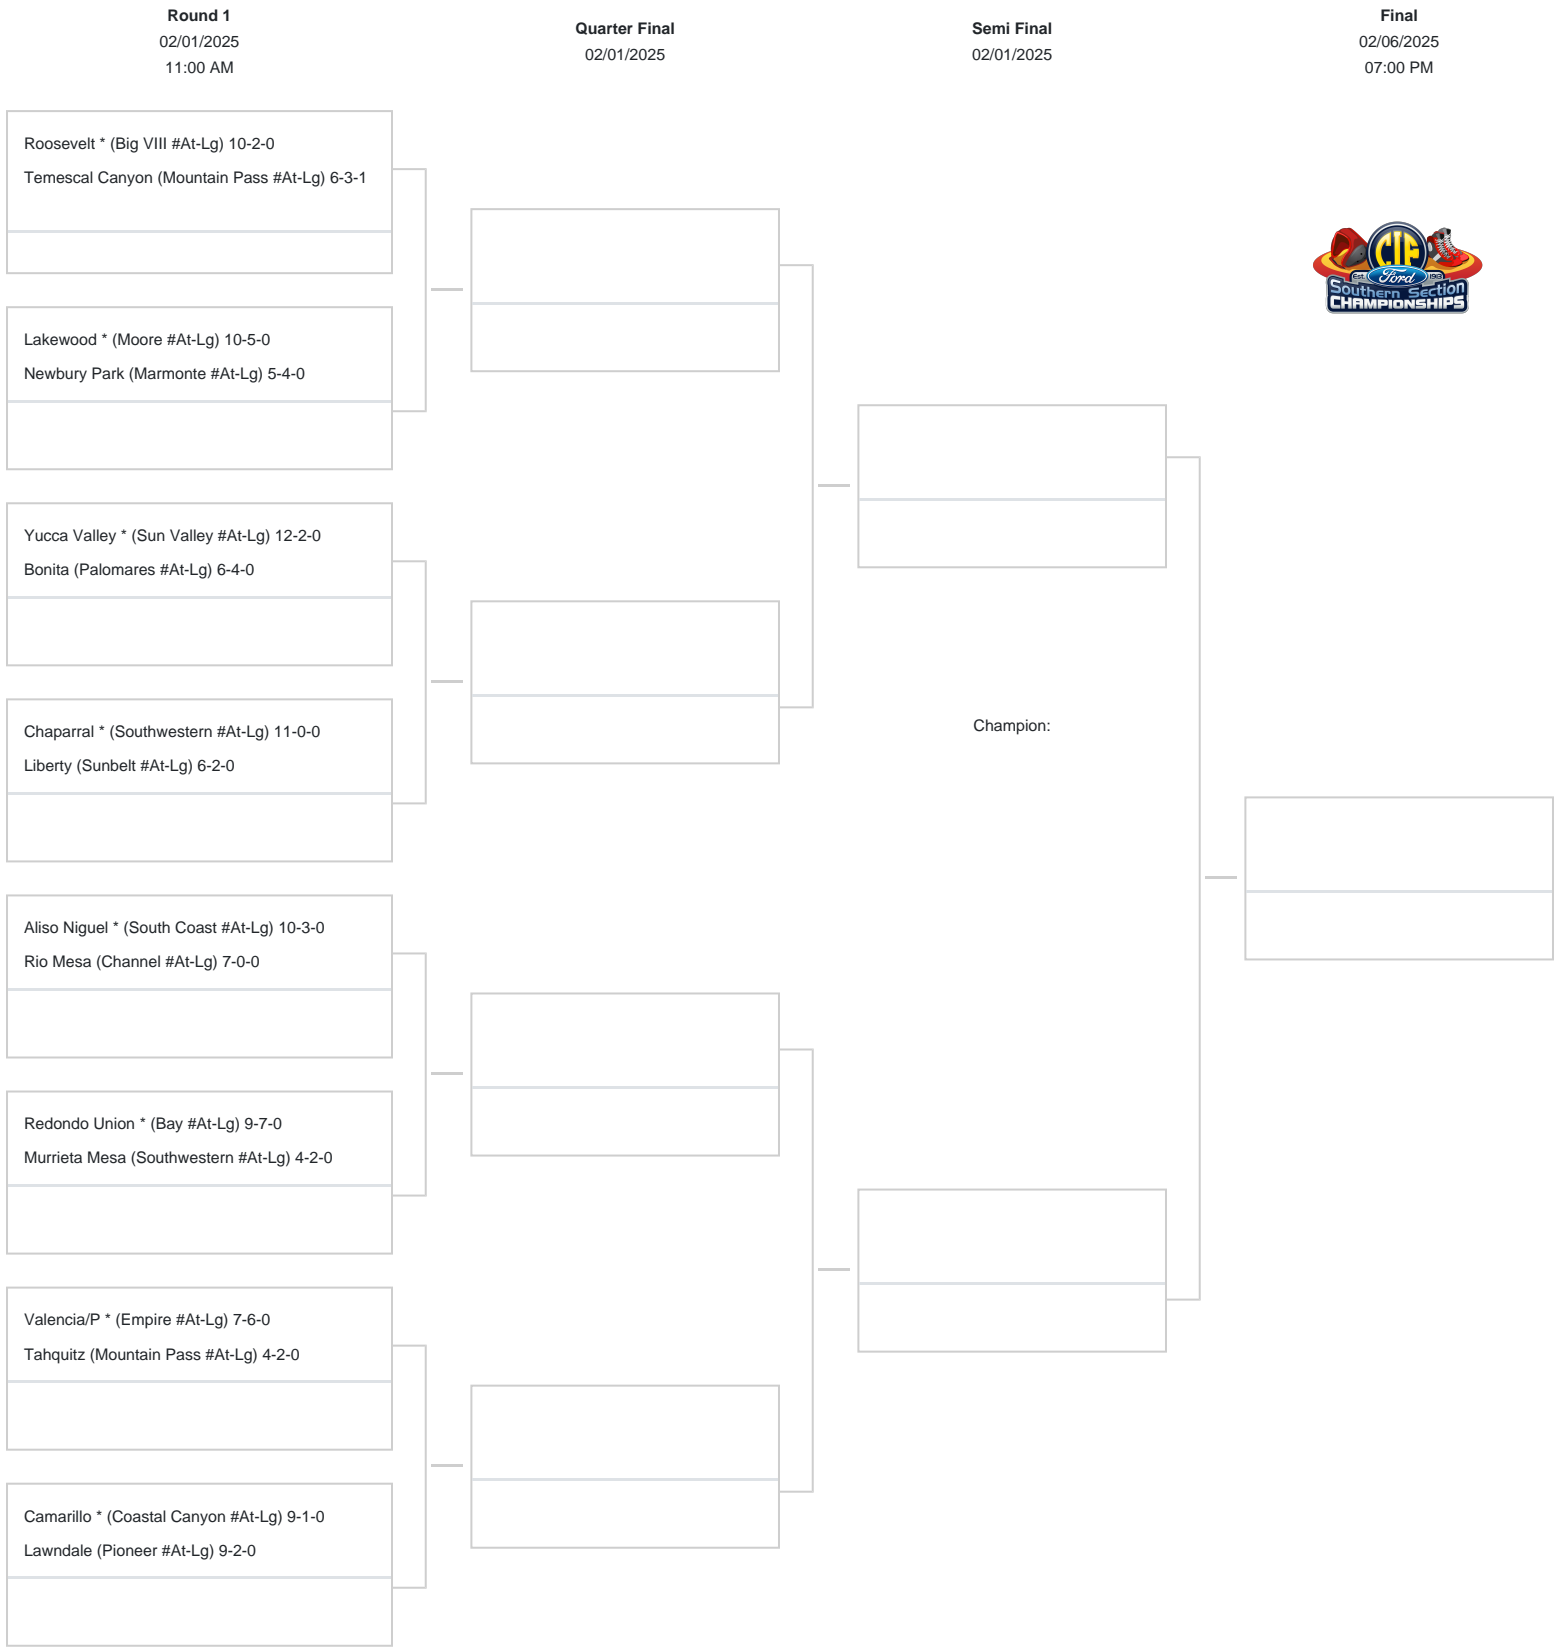 Round 1
02/01/2025
11:00 AM
Quarter Final
02/01/2025
Semi Final
02/01/2025
Final
02/06/2025
07:00 PM
Roosevelt * (Big VIII #At-Lg) 10-2-0
Temescal Canyon (Mountain Pass #At-Lg) 6-3-1
CIF
Est.
Ford
1913
Southern Section
CHAMPIONSHIPS
Lakewood * (Moore #At-Lg) 10-5-0
Newbury Park (Marmonte #At-Lg) 5-4-0
Yucca Valley * (Sun Valley #At-Lg) 12-2-0
Bonita (Palomares #At-Lg) 6-4-0
Chaparral * (Southwestern #At-Lg) 11-0-0
Liberty (Sunbelt #At-Lg) 6-2-0
Champion:
Aliso Niguel * (South Coast #At-Lg) 10-3-0
Rio Mesa (Channel #At-Lg) 7-0-0
Redondo Union * (Bay #At-Lg) 9-7-0
Murrieta Mesa (Southwestern #At-Lg) 4-2-0
Valencia/P * (Empire #At-Lg) 7-6-0
Tahquitz (Mountain Pass #At-Lg) 4-2-0
Camarillo * (Coastal Canyon #At-Lg) 9-1-0
Lawndale (Pioneer #At-Lg) 9-2-0